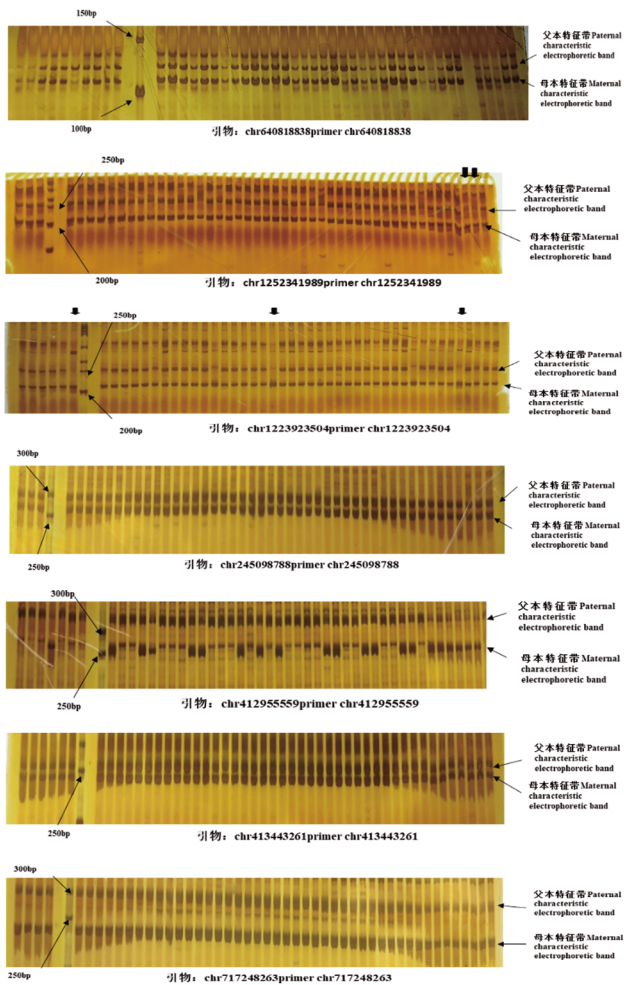 150bp
父本特征带Paternal
characteristic
electrophoretic band
母本特征带Maternal
characteristic
electrophoretic band
100bp
引物：chr640818838primer chr640818838
250bp
父本特征带Paternal
characteristic
electrophoretic band
母本特征带Maternal
characteristic
electrophoretic band
200bp
引物：chr1252341989primer chr1252341989
250bp
父本特征带Paternal
characteristic
electrophoretic band
母本特征带Maternal
characteristic
electrophoretic band
200bp
引物：chr1223923504primer chr1223923504
300bp
父本特征带Paternal
characteristic
electrophoretic band
母本特征带Maternal
characteristic
electrophoretic band
250bp
引物：chr245098788primer chr245098788
300bp
父本特征带Paternal
characteristic
electrophoretic band
母本特征带Maternal
characteristic
electrophoretic band
250bp
引物：chr412955559primer chr412955559
父本特征带Paternal
characteristic
electrophoretic band
母本特征带Maternal
characteristic
electrophoretic band
250bp
引物：chr413443261primer chr413443261
300bp
父本特征带Paternal
characteristic
electrophoretic band
母本特征带Maternal
characteristic
electrophoretic band
250bp
引物：chr717248263primer chr717248263